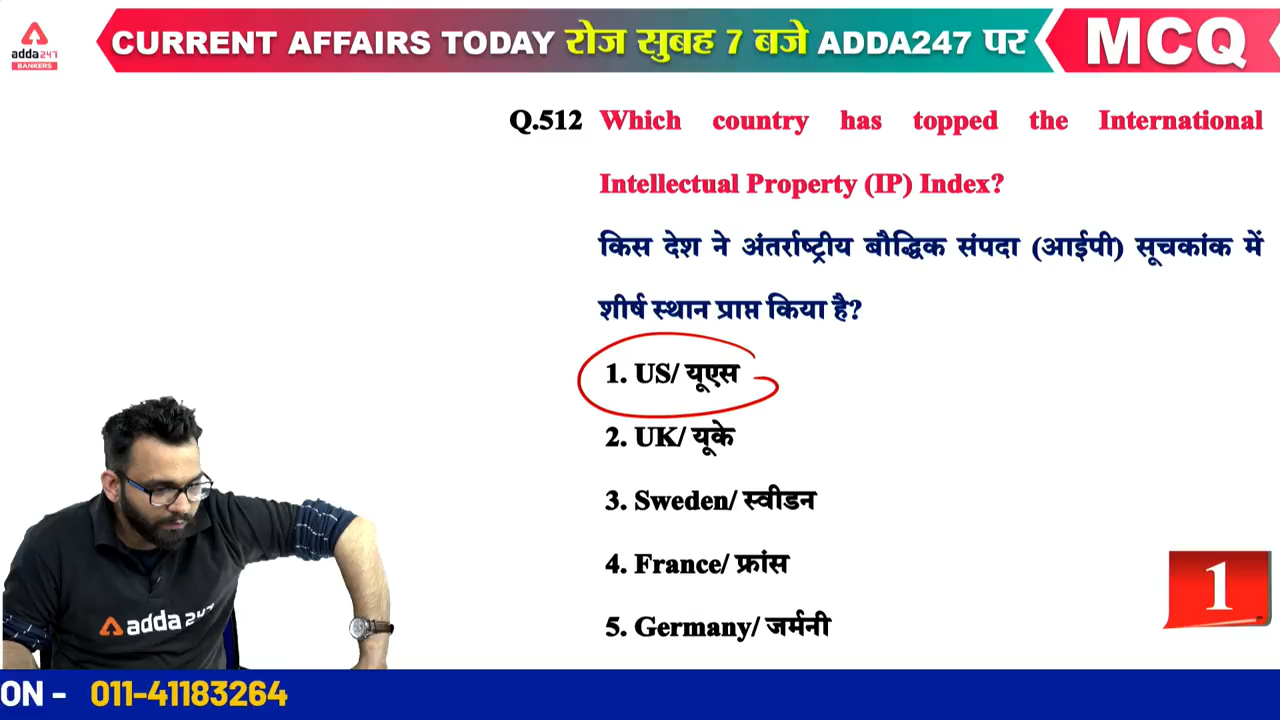 adda247
BANKERS
CURRENT AFFAIRS TODAY रोज सुबह 7 बजे ADDA247 पर
MCQ
Q.512 Which country has topped the International
Intellectual Property (IP) Index?
किस देश ने अंतर्राष्ट्रीय बौद्धिक संपदा (आईपी) सूचकांक में
शीर्ष स्थान प्राप्त किया है?
1. US/ यूएस
2. UK/ यूके
3. Sweden/ स्वीडन
4. France/ फ्रांस
5. Germany/ जर्मनी
1
adda247
ON - 011-41183264